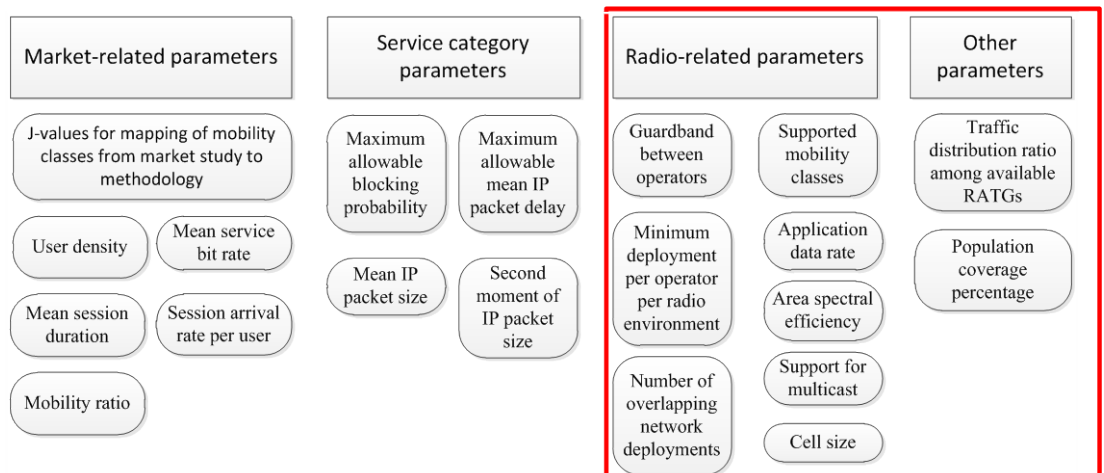 Market-related parameters
J-values for mapping of mobility
classes from market study to
methodology
User density
Mean service
bit rate
Mean session
duration
Session arrival
rate per user
Mobility ratio
Service category
parameters
Maximum
allowable
blocking
probability
Maximum
allowable
mean IP
packet delay
Mean IP
packet size
Second
moment of
IP packet
size
Radio-related parameters
Guardband
between
operators
Supported
mobility
classes
Minimum
deployment
per operator
per radio
environment
Application
data rate
Area spectral
efficiency
Number of
overlapping
network
deployments
Support for
multicast
Cell size
Other
parameters
Traffic
distribution ratio
among available
RATGs
Population
coverage
percentage